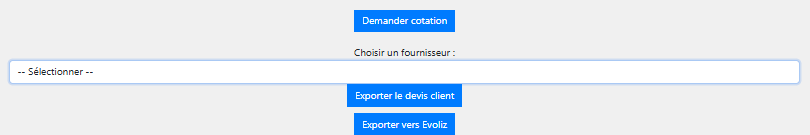 Demander cotation
Choisir un fournisseur :
-- Sélectionner --
Exporter le devis client
Exporter vers Evoliz